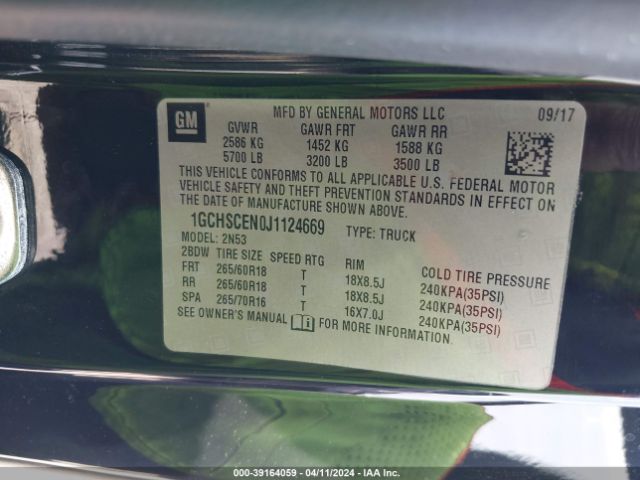 GM
MFD BY GENERAL MOTORS LLC 09/17
GVWR GAWR FRT GAWR RR
2586 KG 1452 KG 1588 KG
5700 LB 3200 LB 3500 LB
THIS VEHICLE CONFORMS TO ALL APPLICABLE U.S. FEDERAL MOTOR
VEHICLE SAFETY AND THEFT PREVENTION STANDARDS IN EFFECT ON
THE DATE OF MANUFACTURE SHOWN ABOVE.
1GCHSCEN0J1124669 TYPE: TRUCK
MODEL: 2N53
2BDW TIRE SIZE SPEED RTG RIM COLD TIRE PRESSURE
FRT 265/60R18 T 18X8.5J 240KPA(35PSI)
RR 265/60R18 T 18X8.5J 240KPA(35PSI)
SPA 265/70R16 T 16X7.0J 240KPA(35PSI)
SEE OWNER'S MANUAL FOR MORE INFORMATION.
000-39164059 - 04/11/2024 - IAA Inc.